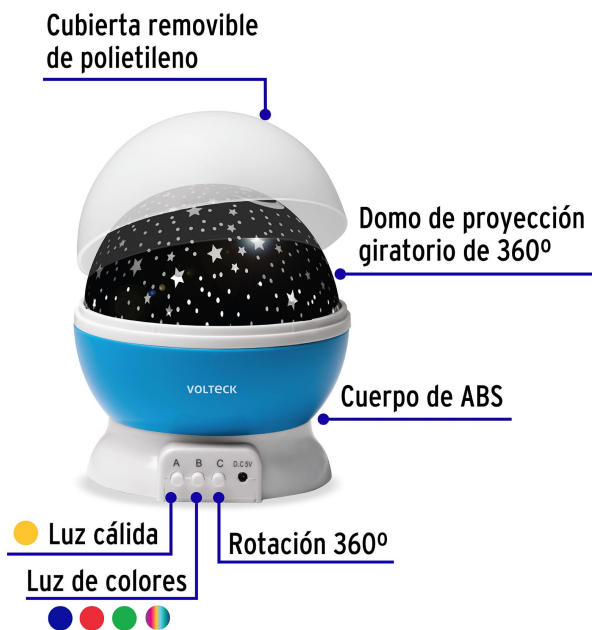 Cubierta removible
de polietileno
Domo de proyección
giratorio de 360º
VOLTECK
Cuerpo de ABS
A B C D.C 5V
Luz cálida
Rotación 360º
Luz de colores